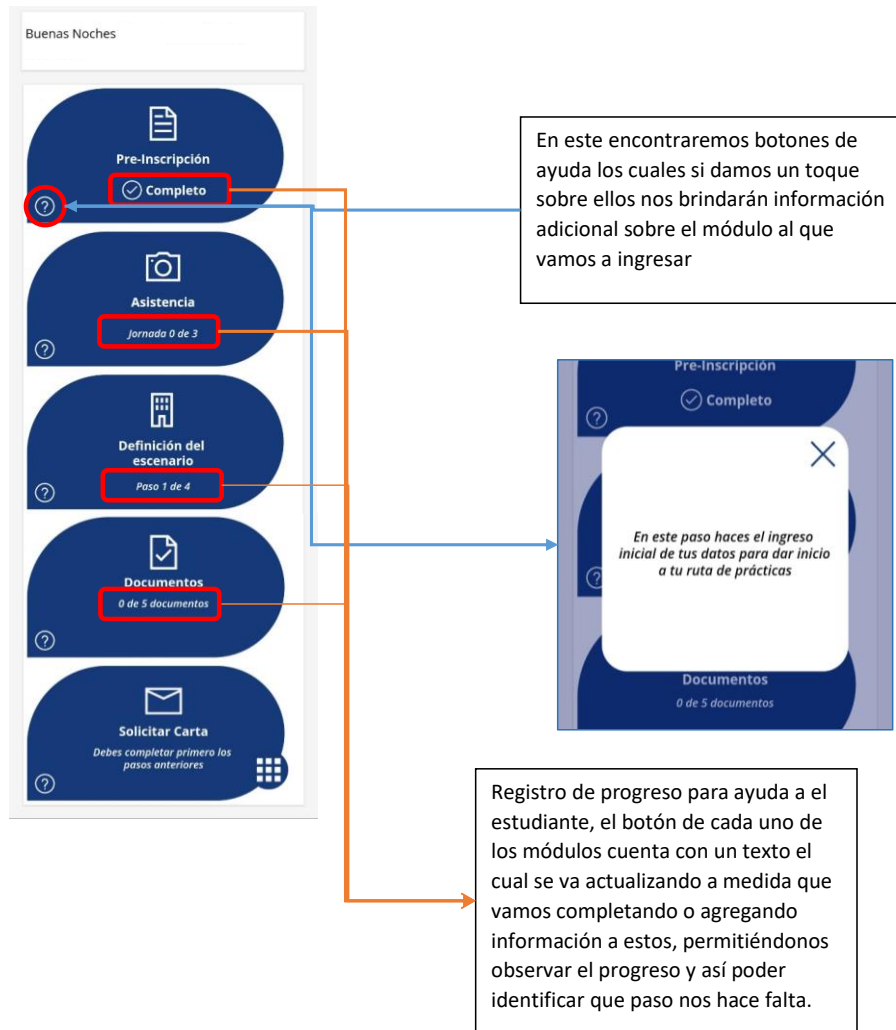 Buenas Noches
Pre-Inscripción
Completo
?
Asistencia
Jornada 0 de 3
?
Definición del
escenario
Paso 1 de 4
?
Documentos
0 de 5 documentos
?
Solicitar Carta
Debes completar primero los
pasos anteriores
?
En este encontraremos botones de
ayuda los cuales si damos un toque
sobre ellos nos brindarán información
adicional sobre el módulo al que
vamos a ingresar
Pre-Inscripción
Completo
?
En este paso haces el ingreso
inicial de tus datos para dar inicio
a tu ruta de prácticas
?
Documentos
0 de 5 documentos
Registro de progreso para ayuda a el
estudiante, el botón de cada uno de
los módulos cuenta con un texto el
cual se va actualizando a medida que
vamos completando o agregando
información a estos, permitiéndonos
observar el progreso y así poder
identificar que paso nos hace falta.